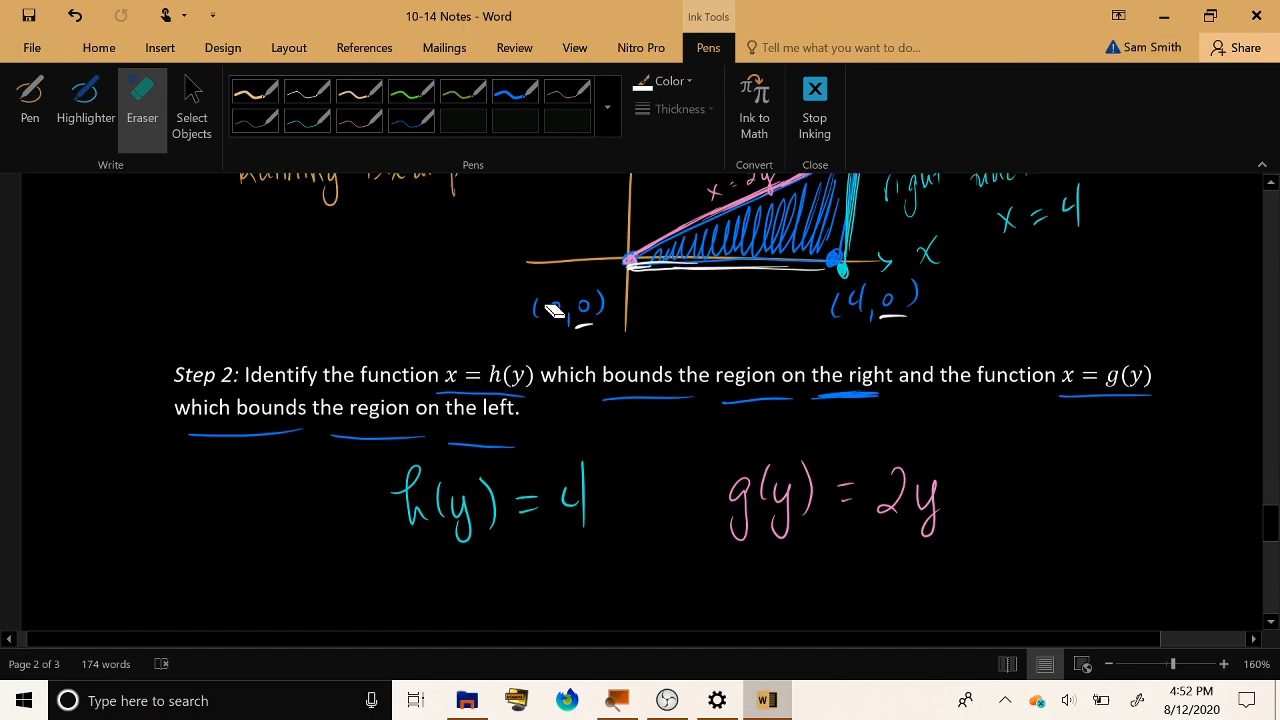 10-14 Notes - Word
Ink Tools
File Home Insert Design Layout References Mailings Review View Nitro Pro Pens Tell me what you want to do... Sam Smith Share
Pen Highlighter Eraser Select Objects
Color
Thickness
Ink to Math
Stop Inking
Write Pens Convert Close
x = 2y
right
x = 4
x
(4,0)
Step 2: Identify the function x = h(y) which bounds the region on the right and the function x = g(y)
which bounds the region on the left.
h(y) = 4 g(y) = 2y
Page 2 of 3 174 words 160%
Type here to search
4:52 PM
8/12/2020